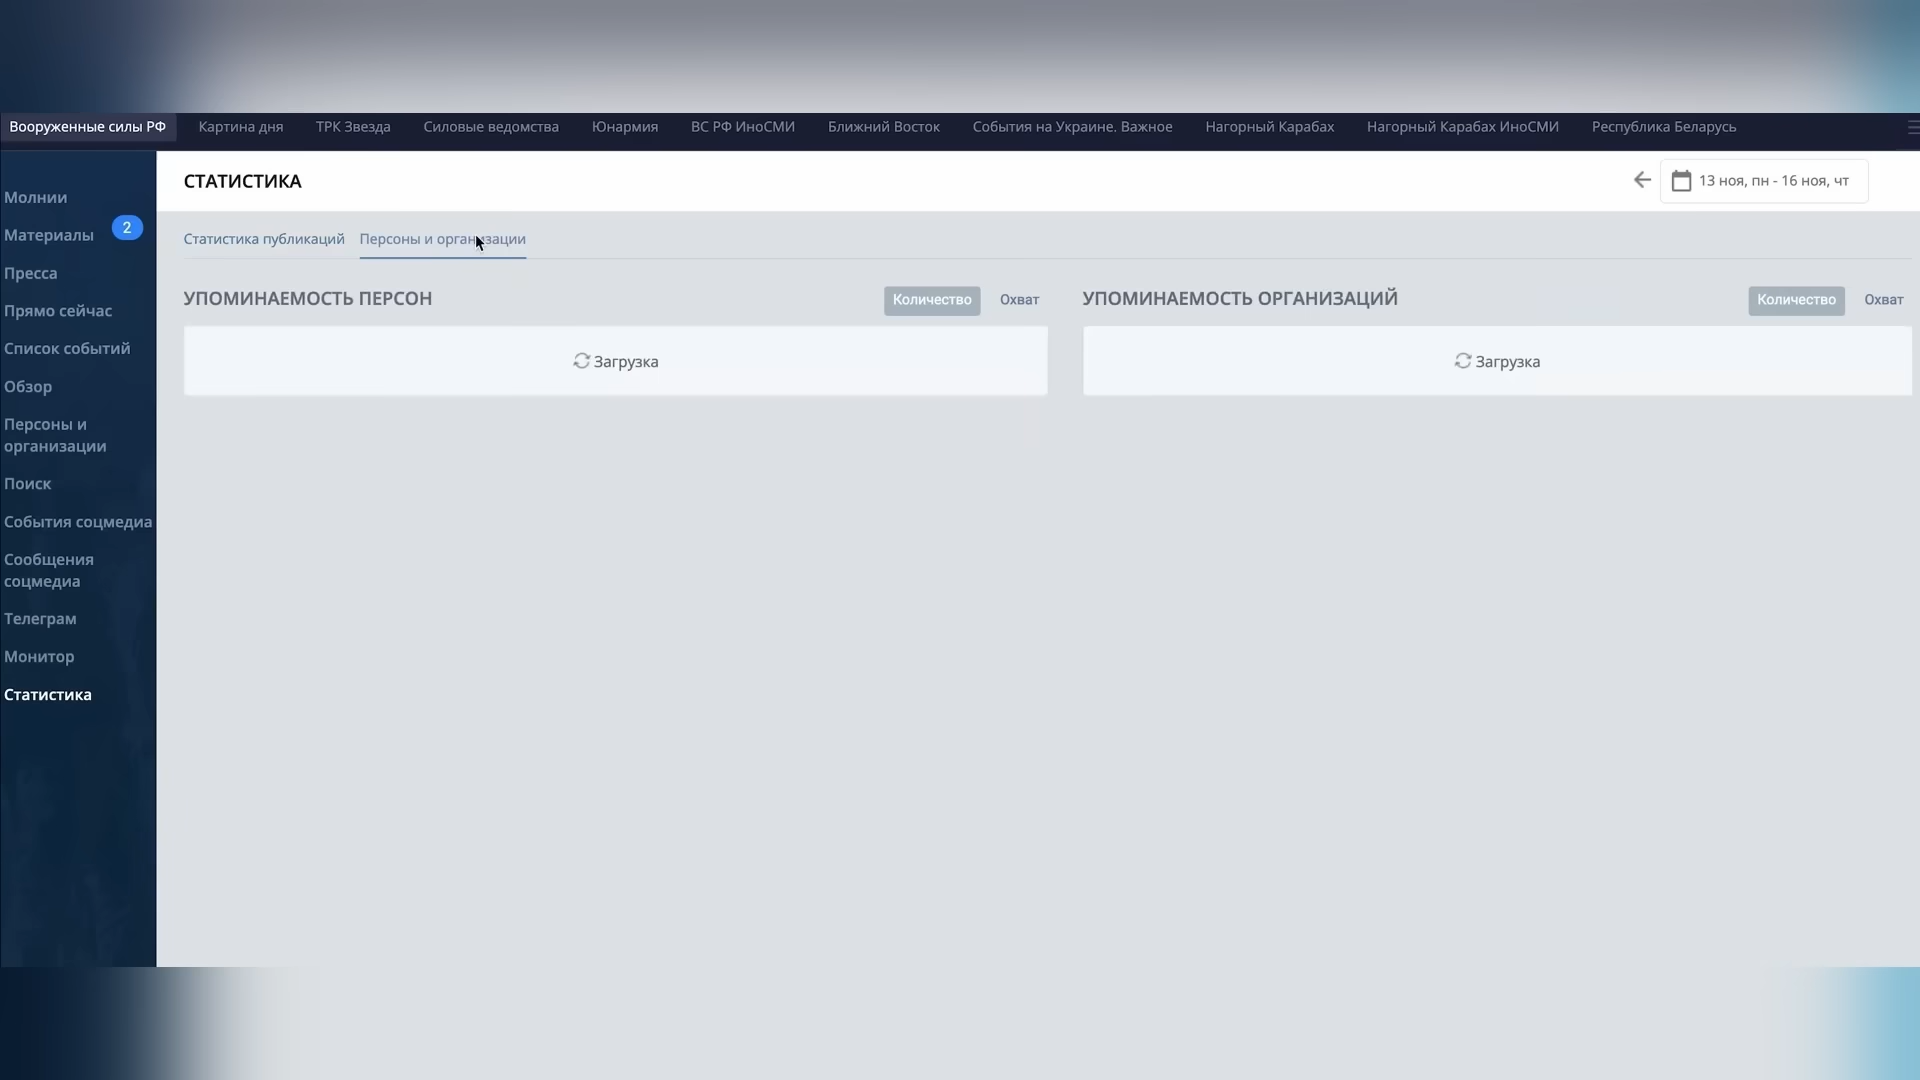 Вооруженные силы РФ Картина дня ТРК Звезда Силовые ведомства Юнармия ВС РФ ИноСМИ Ближний Восток События на Украине. Важное Нагорный Карабах Нагорный Карабах ИноСМИ Республика Беларусь
Молнии
Материалы 2
Пресса
Прямо сейчас
Список событий
Обзор
Персоны и
организации
Поиск
События соцмедиа
Сообщения
соцмедиа
Телеграм
Монитор
Статистика
СТАТИСТИКА
13 ноя, пн - 16 ноя, чт
Статистика публикаций Персоны и организации
УПОМИНАЕМОСТЬ ПЕРСОН Количество Охват
Загрузка
УПОМИНАЕМОСТЬ ОРГАНИЗАЦИЙ Количество Охват
Загрузка